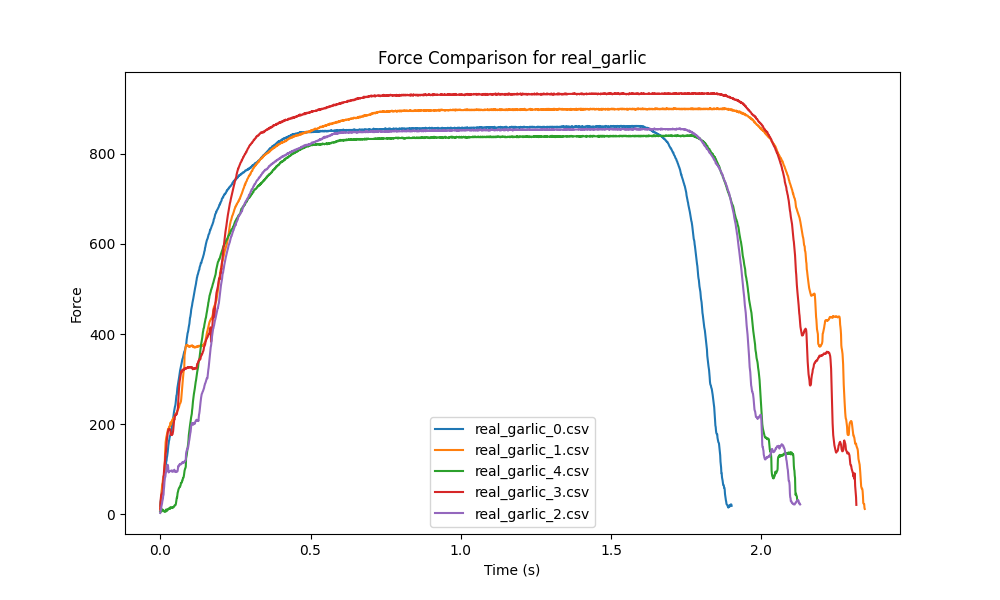 Force Comparison for real_garlic
Force
800
600
400
200
0
0.0 0.5 1.0 1.5 2.0
Time (s)
real_garlic_0.csv
real_garlic_1.csv
real_garlic_4.csv
real_garlic_3.csv
real_garlic_2.csv